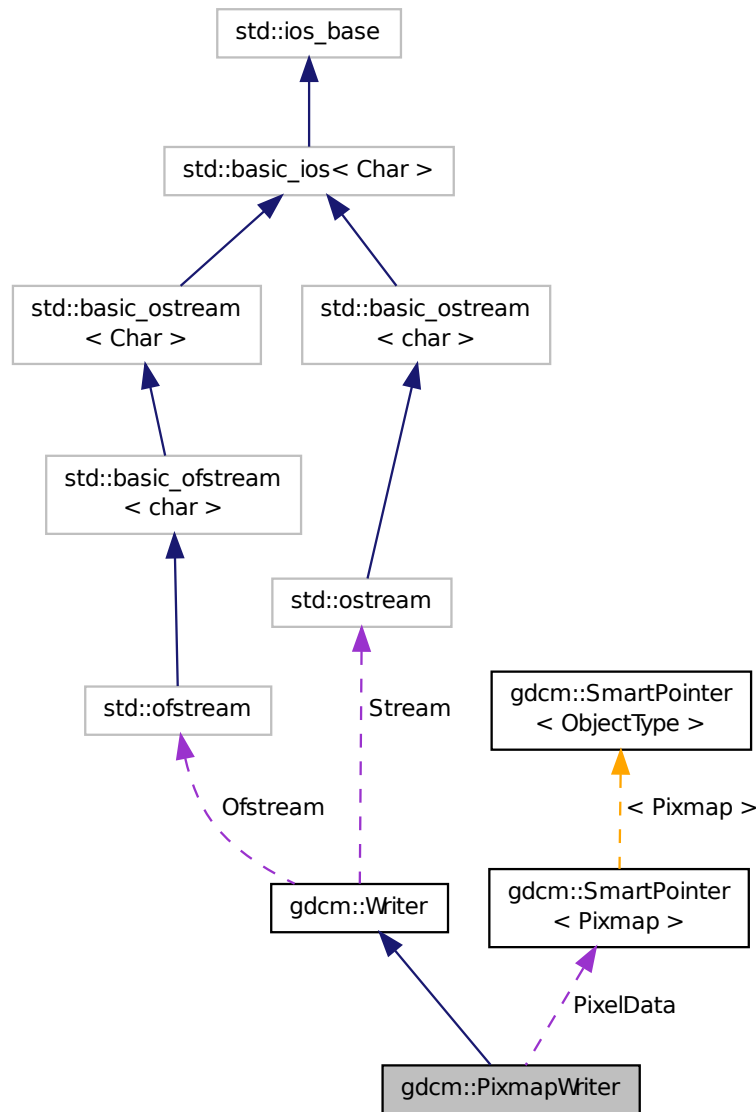 std::ios_base
std::basic_ios< Char >
std::basic_ostream
< Char >
std::basic_ostream
< char >
std::basic_ofstream
< char >
std::ostream
std::ofstream
Stream
gdcm::SmartPointer
< ObjectType >
Ofstream
< Pixmap >
gdcm::Writer
gdcm::SmartPointer
< Pixmap >
PixelData
gdcm::PixmapWriter